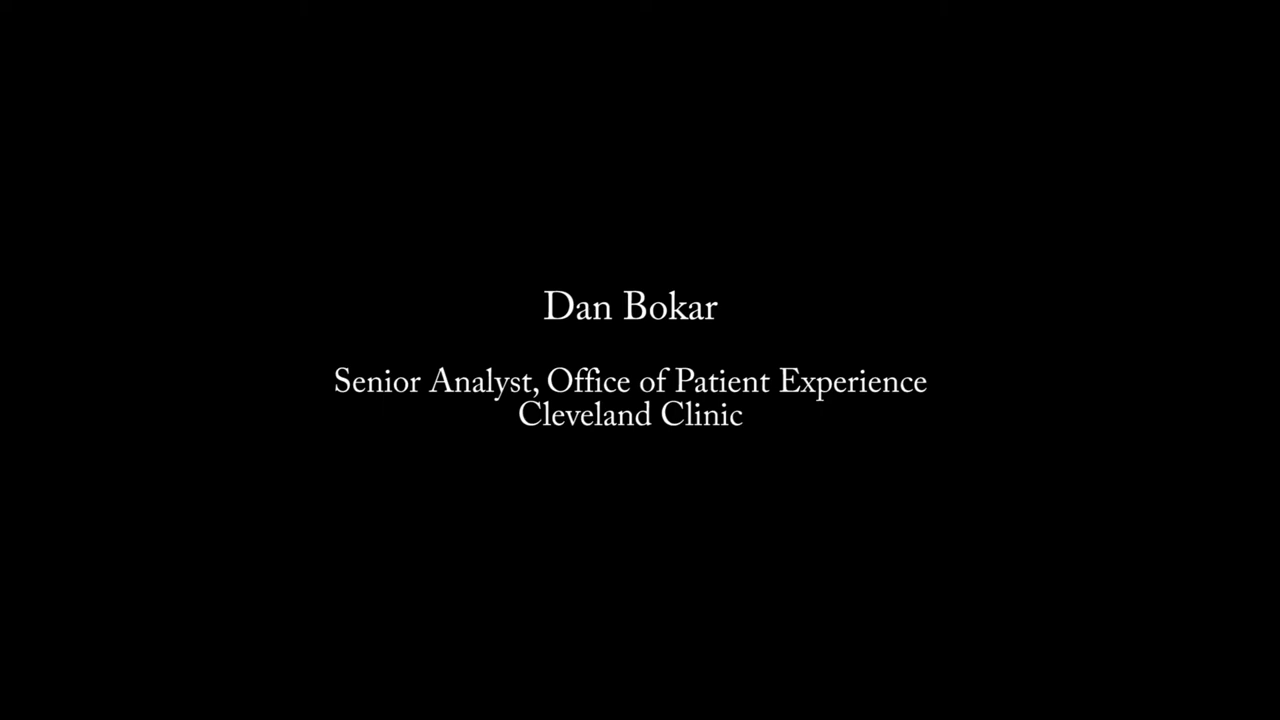 Dan Bokar
Senior Analyst, Office of Patient Experience
Cleveland Clinic